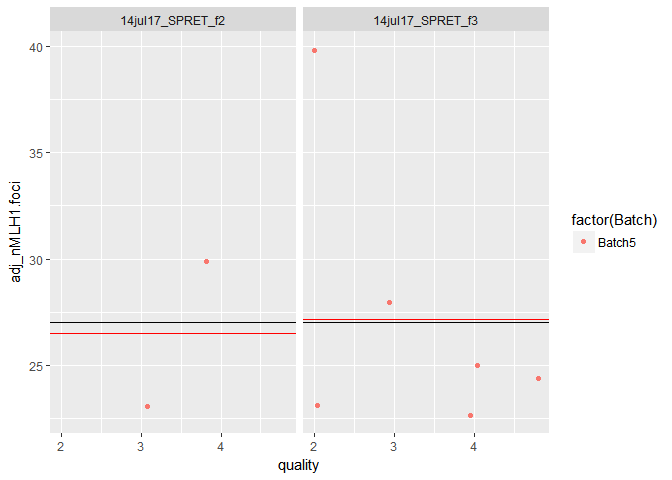 14jul17_SPRET_f2 14jul17_SPRET_f3
40
35
30
25
adj_nMLH1.foci
2 3 4 2 3 4
quality
factor(Batch)
Batch5